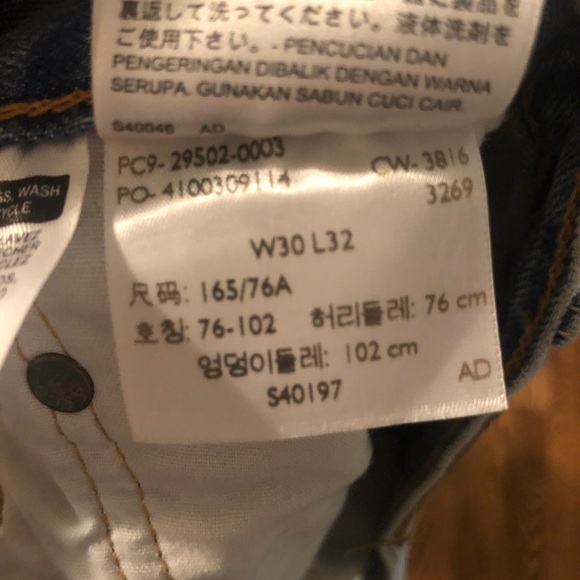 裏返して洗ってください。液体洗剤を
ご使用下さい。- PENCUCIAN DAN
PENGERINGAN DIBALIK DENGAN WARNA
SERUPA. GUNAKAN SABUN CUCI CAIR.
S40046 AD
PC9- 29502-0003 CW- 3816
PO- 4100309114 3269
W30 L32
尺码: 165/76A
호칭: 76-102 허리둘레: 76 cm
엉덩이둘레: 102 cm
S40197 AD
WASH